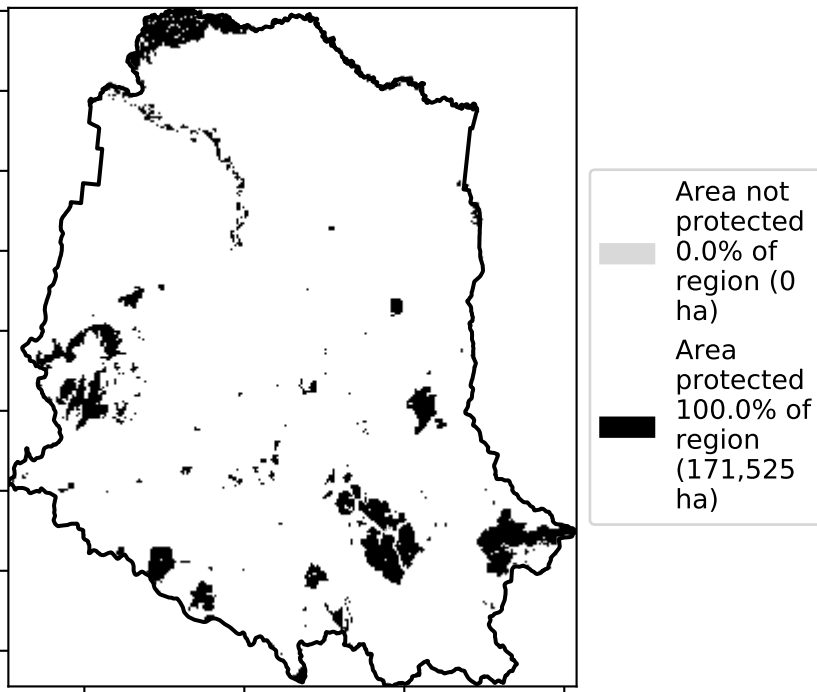 Area not
protected
0.0% of
region (0
ha)
Area
protected
100.0% of
region
(171,525
ha)